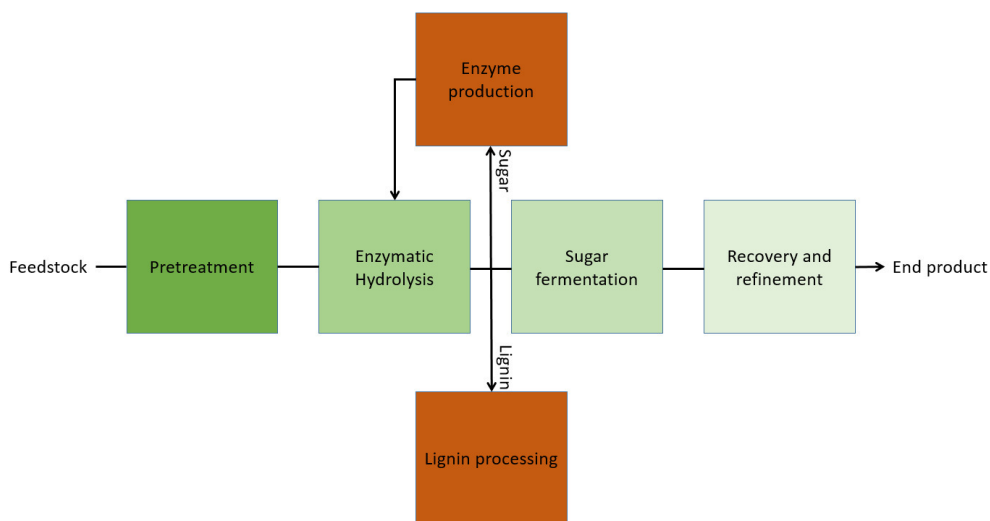 Enzyme
production
Sugar
Feedstock
Pretreatment
Enzymatic
Hydrolysis
Sugar
fermentation
Recovery and
refinement
End product
Lignin
Lignin processing